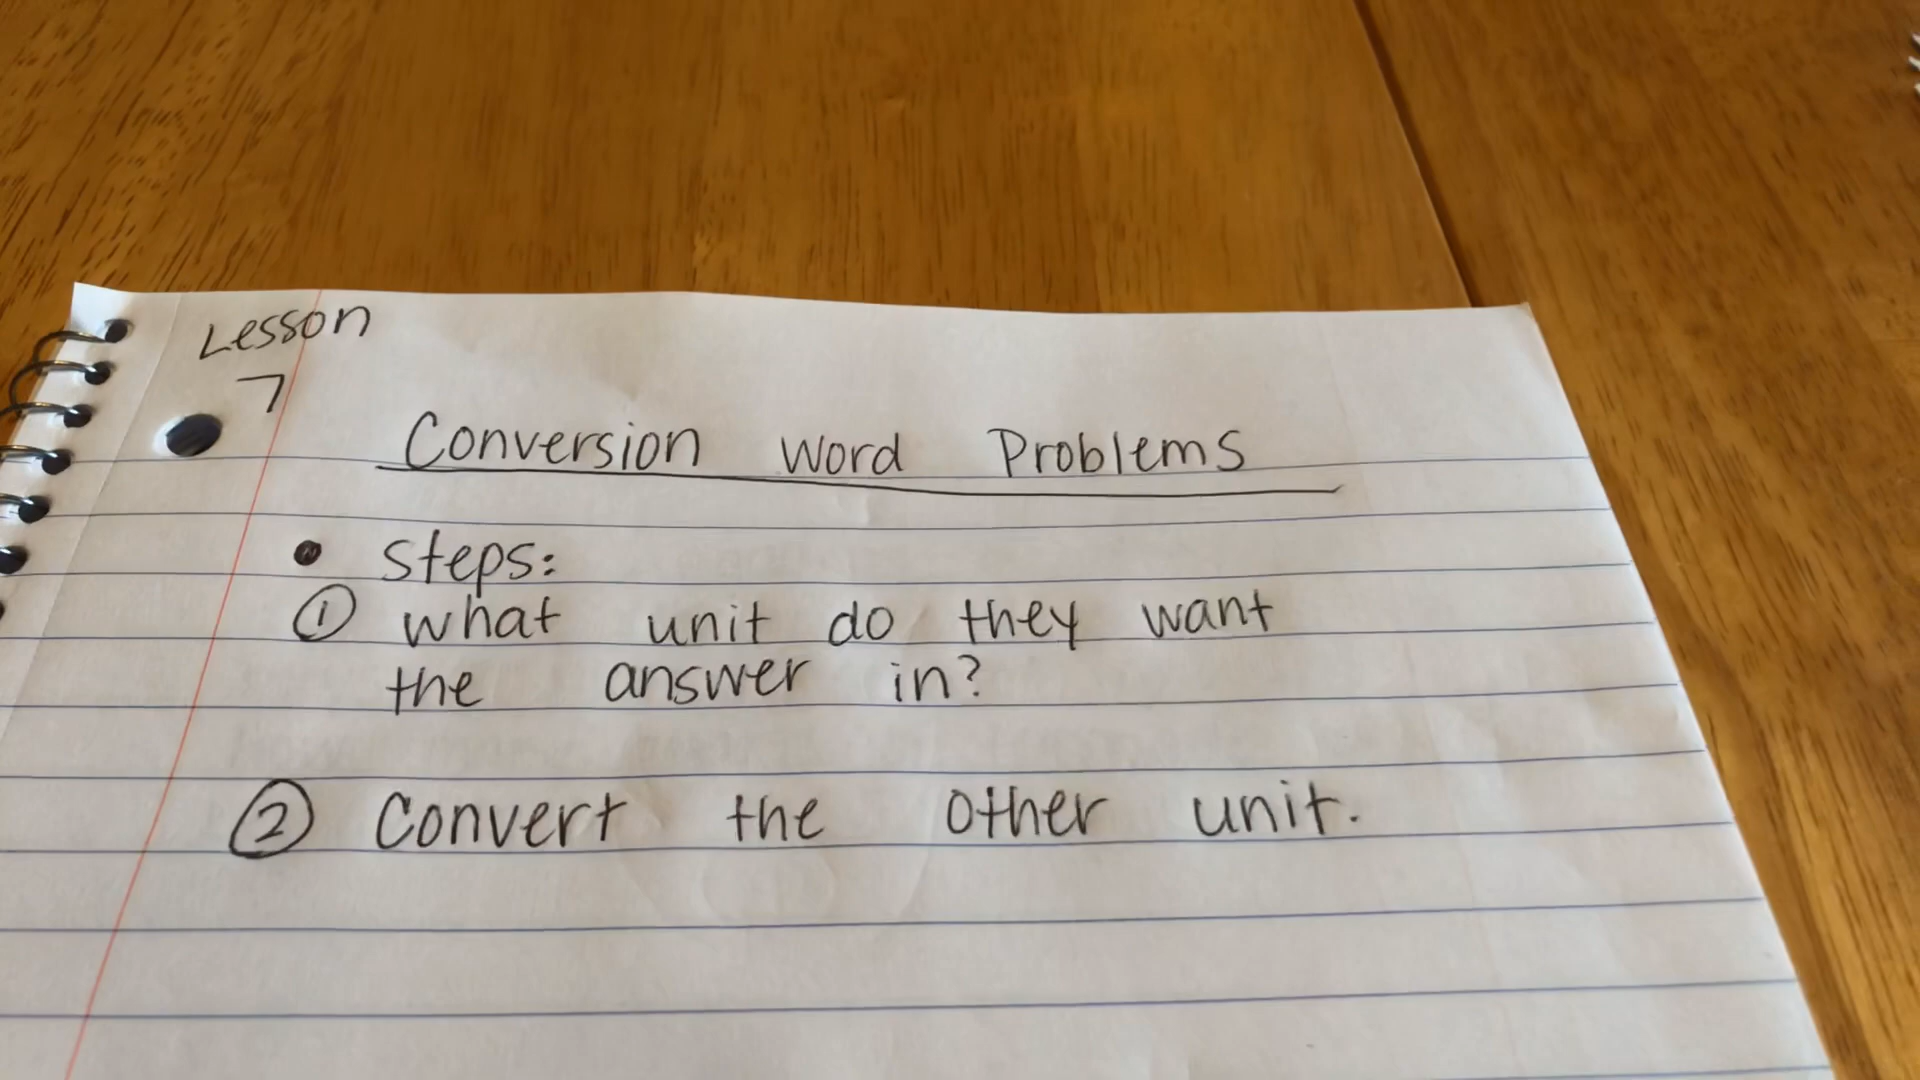 Lesson
7
Conversion Word Problems
• Steps:
① what unit do they want
the answer in?
② Convert the other unit.